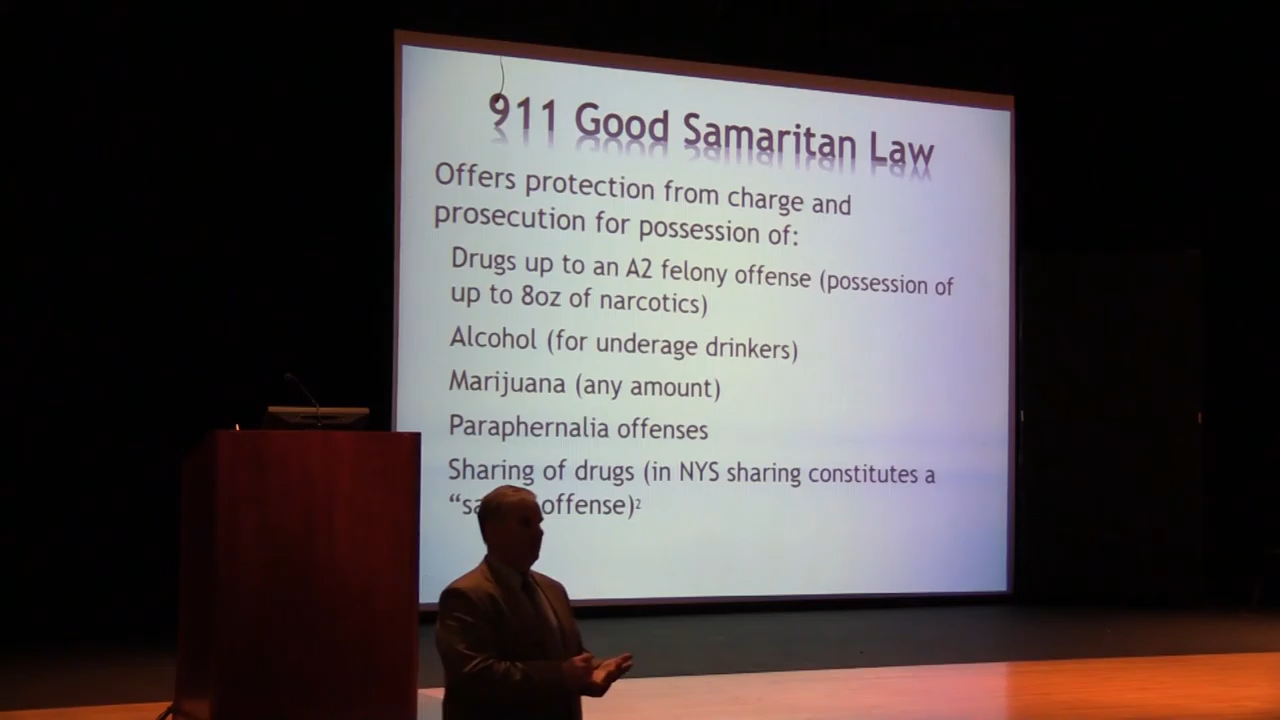 911 Good Samaritan Law
Offers protection from charge and
prosecution for possession of:
Drugs up to an A2 felony offense (possession of
up to 8oz of narcotics)
Alcohol (for underage drinkers)
Marijuana (any amount)
Paraphernalia offenses
Sharing of drugs (in NYS sharing constitutes a
offense)²